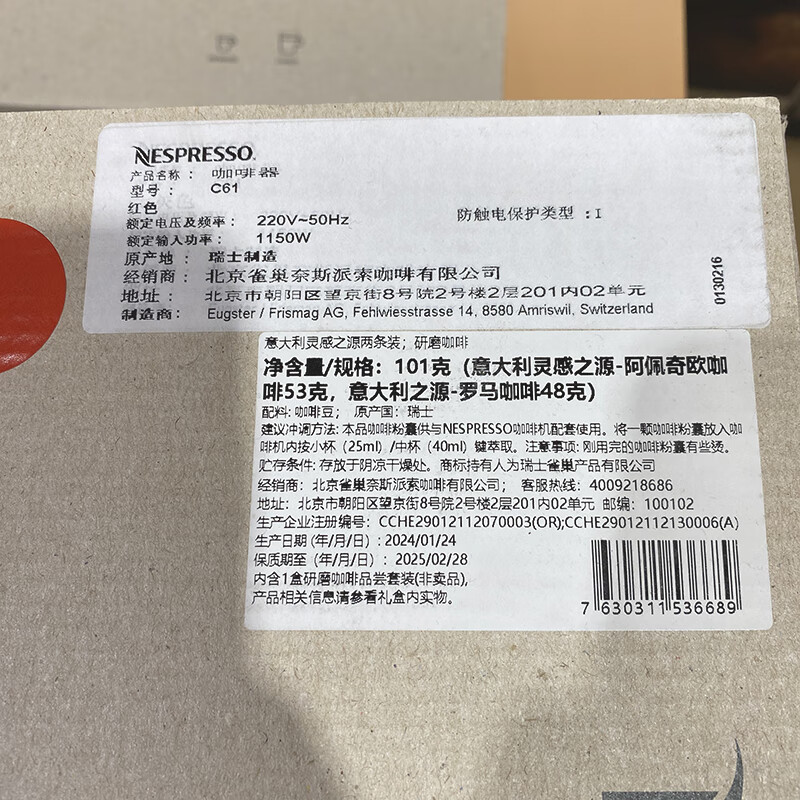 NESPRESSO.
产品名称： 咖啡器
型号： C61
红色
额定电压及频率： 220V~50Hz 防触电保护类型：I
额定输入功率： 1150W
原产地： 瑞士制造
经销商： 北京雀巢奈斯派索咖啡有限公司
地址： 北京市朝阳区望京街8号院2号楼2层201内02单元
制造商： Eugster / Frismag AG, Fehlwiesstrasse 14, 8580 Amriswil, Switzerland
0130216
意大利灵感之源两条装；研磨咖啡
净含量/规格：101克（意大利灵感之源-阿佩奇欧咖
啡53克，意大利之源-罗马咖啡48克）
配料: 咖啡豆； 原产国: 瑞士
建议冲调方法: 本品咖啡粉囊供与NESPRESSO咖啡机配套使用。将一颗咖啡粉囊放入咖
啡机内按小杯（25ml）/中杯（40ml）键萃取。注意事项: 刚用完的咖啡粉囊有些烫。
贮存条件: 存放于阴凉干燥处。商标持有人为瑞士雀巢产品有限公司
经销商：北京雀巢奈斯派索咖啡有限公司；客服热线：4009218686
地址：北京市朝阳区望京街8号院2号楼2层201内02单元 邮编：100102
生产企业注册编号：CCHE29012112070003(OR);CCHE29012112130006(A)
生产日期 (年/月/日)：2024/01/24
保质期至 (年/月/日)：2025/02/28
内含1盒研磨咖啡品尝套装(非卖品),
产品相关信息请参看礼盒内实物。
7 630311 536689